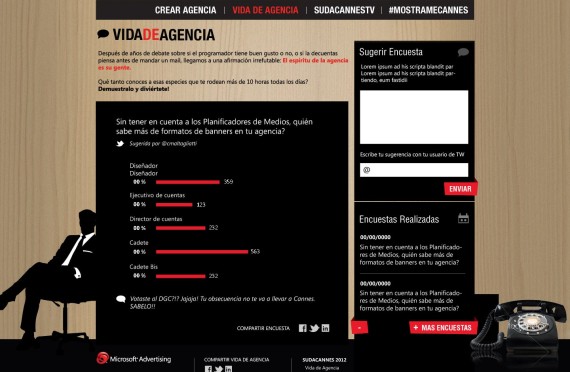 CREAR AGENCIA | VIDA DE AGENCIA | SUDACANNESTV | #MOSTRAMECANNES
VIDADEAGENCIA
Después de años de debate sobre si el programador tiene buen gusto o no, o si la decuentas
piensa antes de mandar un mail, llegamos a una afirmación irrefutable: El espíritu de la agencia
es su gente.
Qué tanto conoces a esas especies que te rodean más de 10 horas todas los días?
Demuestralo y diviértete!
Sin tener en cuenta a los Planificadores de Medios, quién
sabe más de formatos de banners en tu agencia?
Sugerida por @cmaltagliatti
Diseñador
Diseñador
00 % 359
Ejecutivo de cuentas
00 % 123
Director de cuentas
00 % 232
Cadete
00 % 563
Cadete Bis
00 % 232
Votaste al DGC!?? Jajaja! Tu obsecuencia no te va a llevar a Cannes.
SABELO!!
COMPARTIR ENCUESTA
Sugerir Encuesta
Lorem ipsum ad his scripta blandit par
Lorem ipsum ad his scripta blandit par-
tiendo, eum fastidii
Escribe tu sugerencia con tu usuario de TW
@
ENVIAR
Encuestas Realizadas
00/00/0000
Sin tener en cuenta a los Planificado-
res de Medios, quién sabe más de
formatos de banners en tu agencia?
00/00/0000
Sin tener en cuenta a los Planificado-
res de Medios, quién sabe más de
formatos de banners en tu agencia?
-
+ MAS ENCUESTAS
Microsoft Advertising
COMPARTIR VIDA DE AGENCIA
SUDACANNES 2012
Vida de Agencia